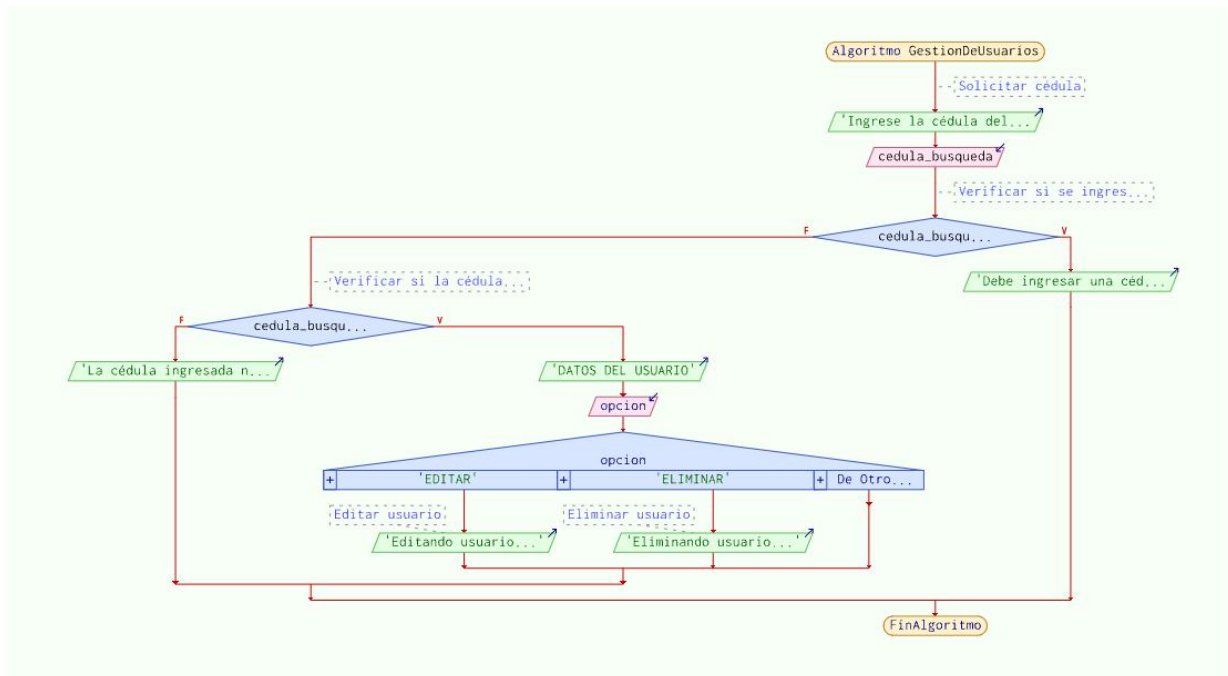 Algoritmo GestionDeUsuarios
Solicitar cédula
'Ingrese la cédula del...
cedula_busqueda
Verificar si se ingres...
F
cedula_busqu...
V
Verificar si la cédula...
'Debe ingresar una céd...
F
cedula_busqu...
V
'La cédula ingresada n...
'DATOS DEL USUARIO'
opcion
opcion
+ 'EDITAR' + 'ELIMINAR' + De Otro...
Editar usuario
Eliminar usuario
'Editando usuario...'
'Eliminando usuario...'
FinAlgoritmo